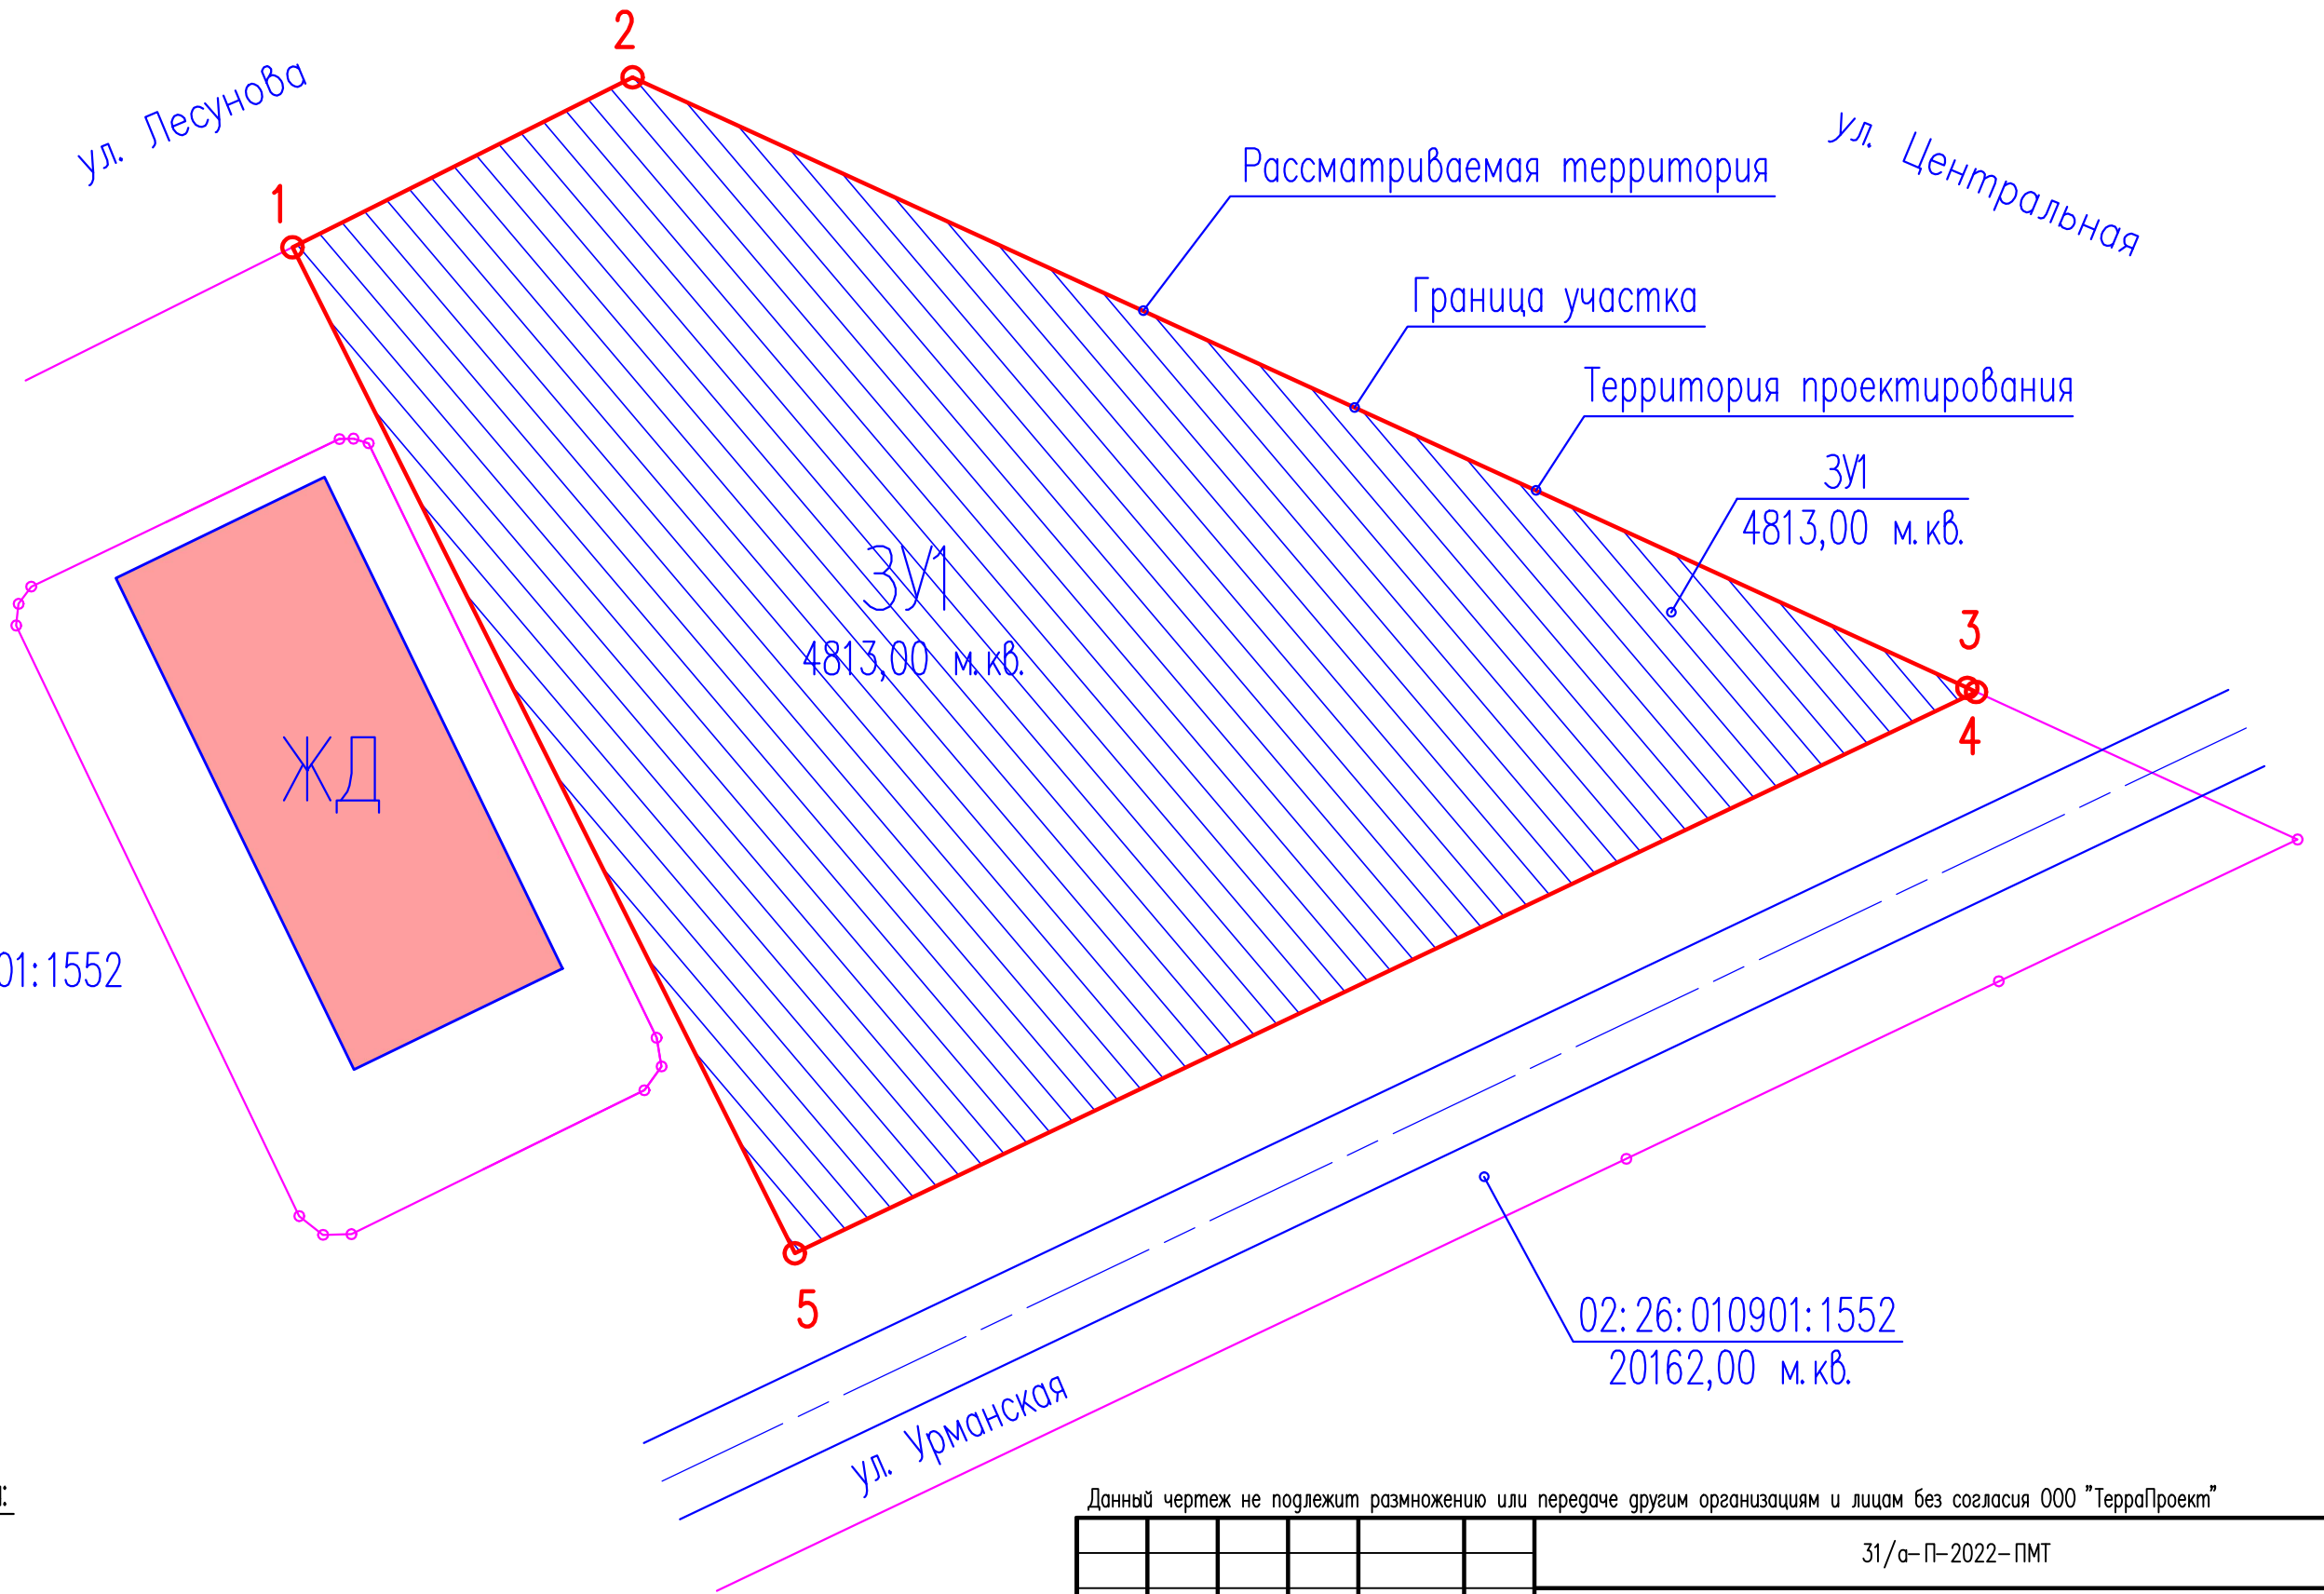 2
ул. Лесунова
1
ул. Центральная
Рассматриваемая территория
Граница участка
Территория проектирования
ЗУ1
4813,00 м.кв.
ЗУ1
4813,00 м.кв.
3
4
ЖД
01:1552
5
02:26:010901:1552
20162,00 м.кв.
ул. Урманская
Данный чертеж не подлежит размножению или передаче другим организациям и лицам без согласия ООО "ТерраПроект"
31/а-П-2022-ПМТ